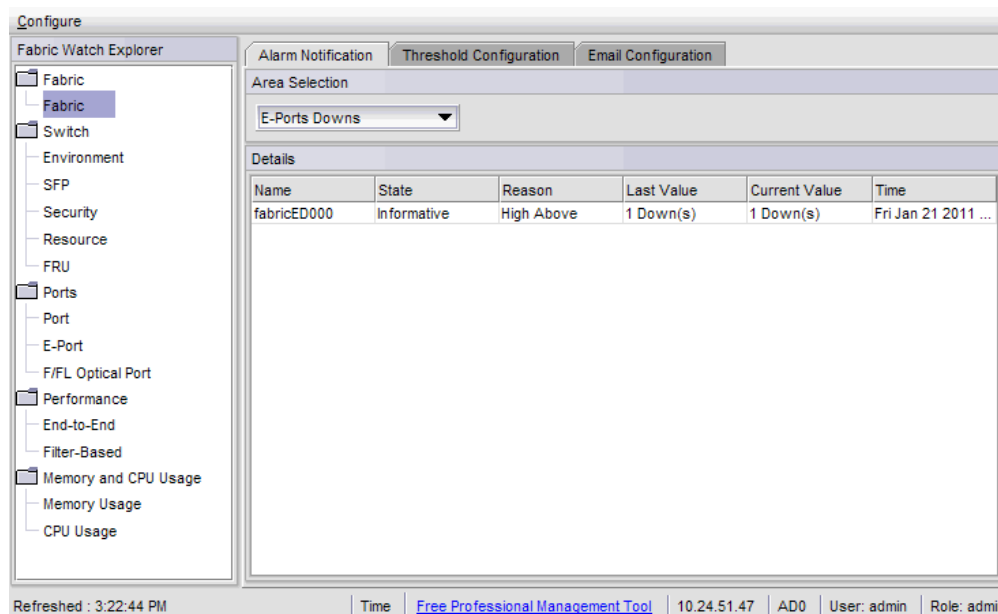 Configure
Fabric Watch Explorer
Fabric
Fabric
Switch
Environment
SFP
Security
Resource
FRU
Ports
Port
E-Port
F/FL Optical Port
Performance
End-to-End
Filter-Based
Memory and CPU Usage
Memory Usage
CPU Usage
Alarm Notification Threshold Configuration Email Configuration
Area Selection
E-Ports Downs
Details
Name State Reason Last Value Current Value Time
fabricED000 Informative High Above 1 Down(s) 1 Down(s) Fri Jan 21 2011 ...
Refreshed : 3:22:44 PM Time Free Professional Management Tool 10.24.51.47 AD0 User: admin Role: admi